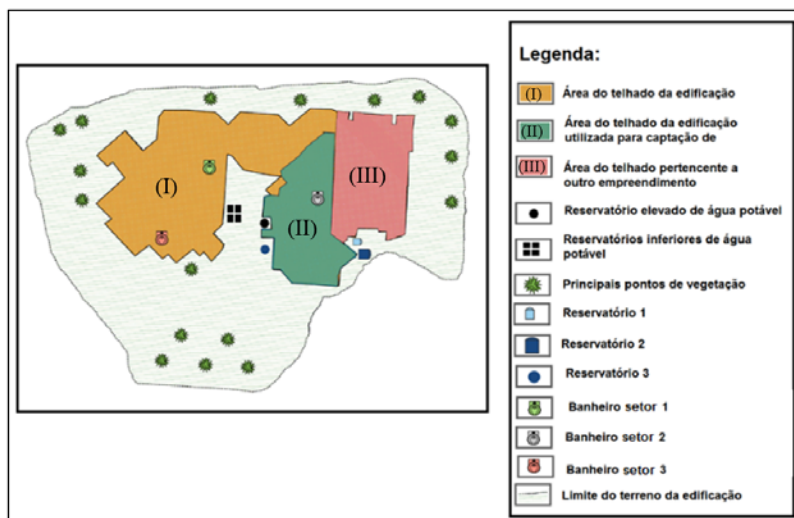 (I)
(II)
(III)
Legenda:
(I) Área do telhado da edificação
(II) Área do telhado da edificação
utilizada para captação de
(III) Área do telhado pertencente a
outro empreendimento
Reservatório elevado de água potável
Reservatórios inferiores de água
potável
Principais pontos de vegetação
Reservatório 1
Reservatório 2
Reservatório 3
Banheiro setor 1
Banheiro setor 2
Banheiro setor 3
Limite do terreno da edificação